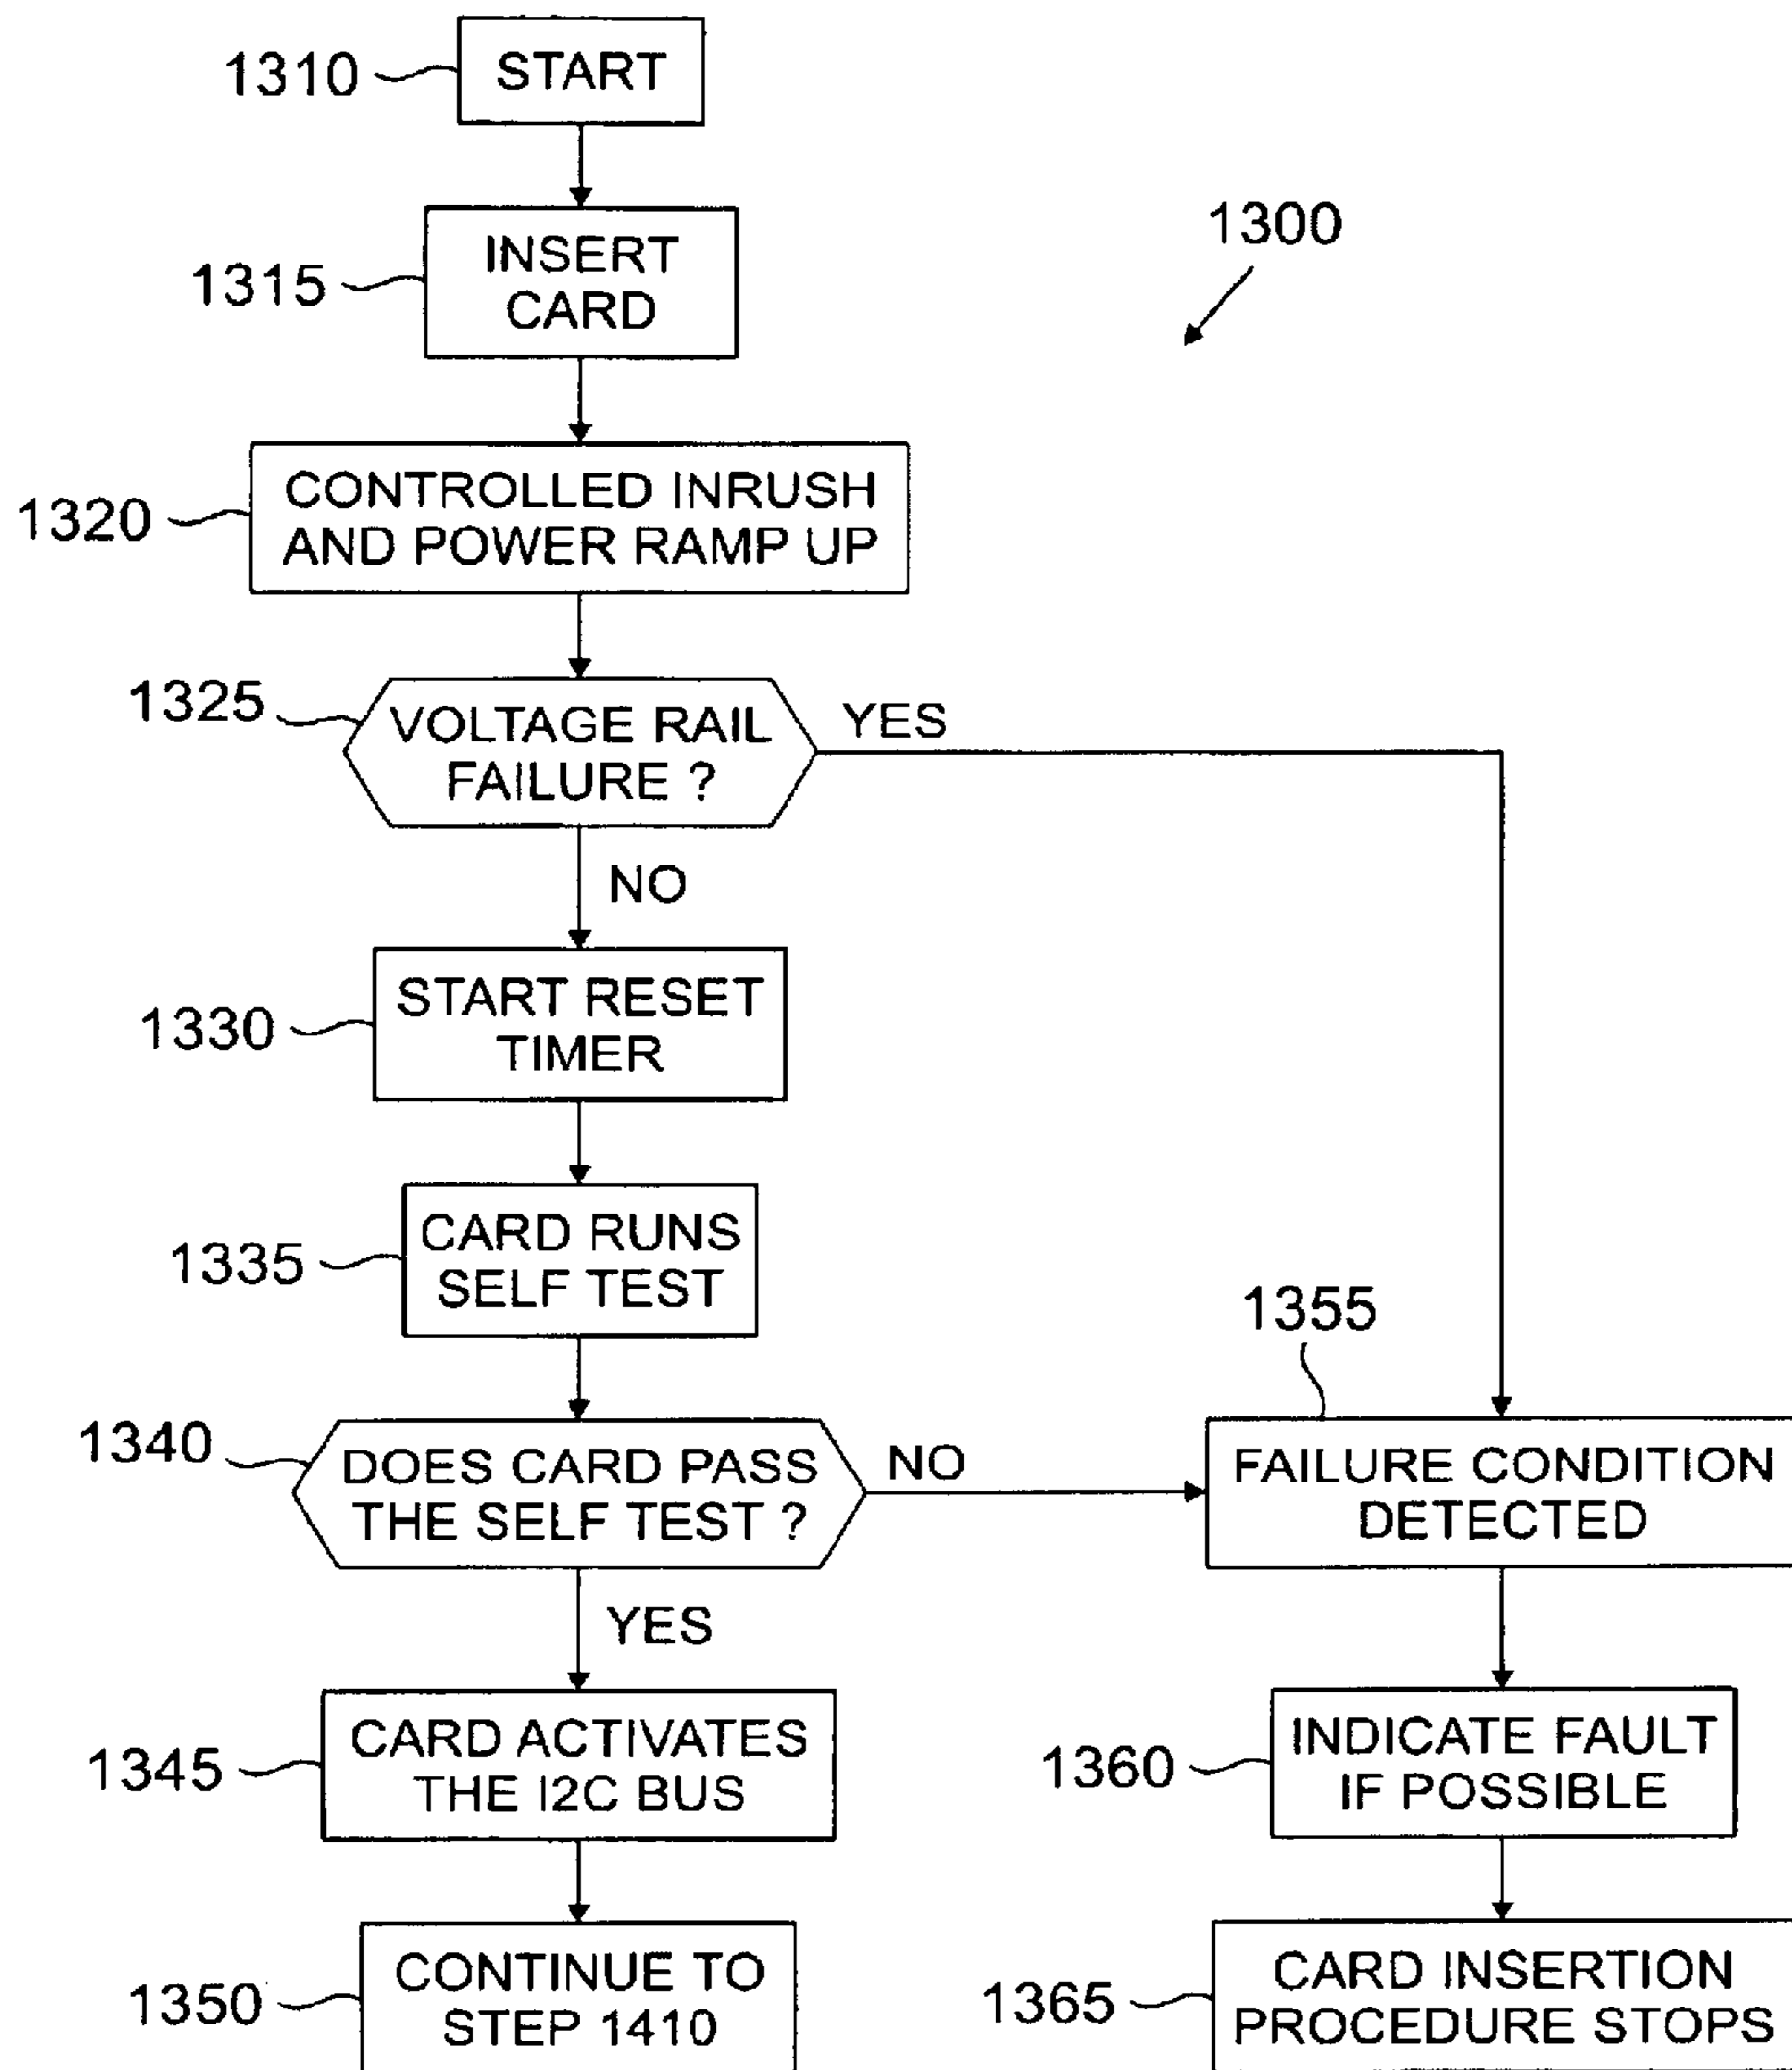 1310
START
1315
INSERT
CARD
1300
1320
CONTROLLED INRUSH
AND POWER RAMP UP
1325
VOLTAGE RAIL
FAILURE ?
YES
NO
1330
START RESET
TIMER
1335
CARD RUNS
SELF TEST
1340
DOES CARD PASS
THE SELF TEST ?
NO
1355
FAILURE CONDITION
DETECTED
YES
1345
CARD ACTIVATES
THE I2C BUS
1360
INDICATE FAULT
IF POSSIBLE
1350
CONTINUE TO
STEP 1410
1365
CARD INSERTION
PROCEDURE STOPS